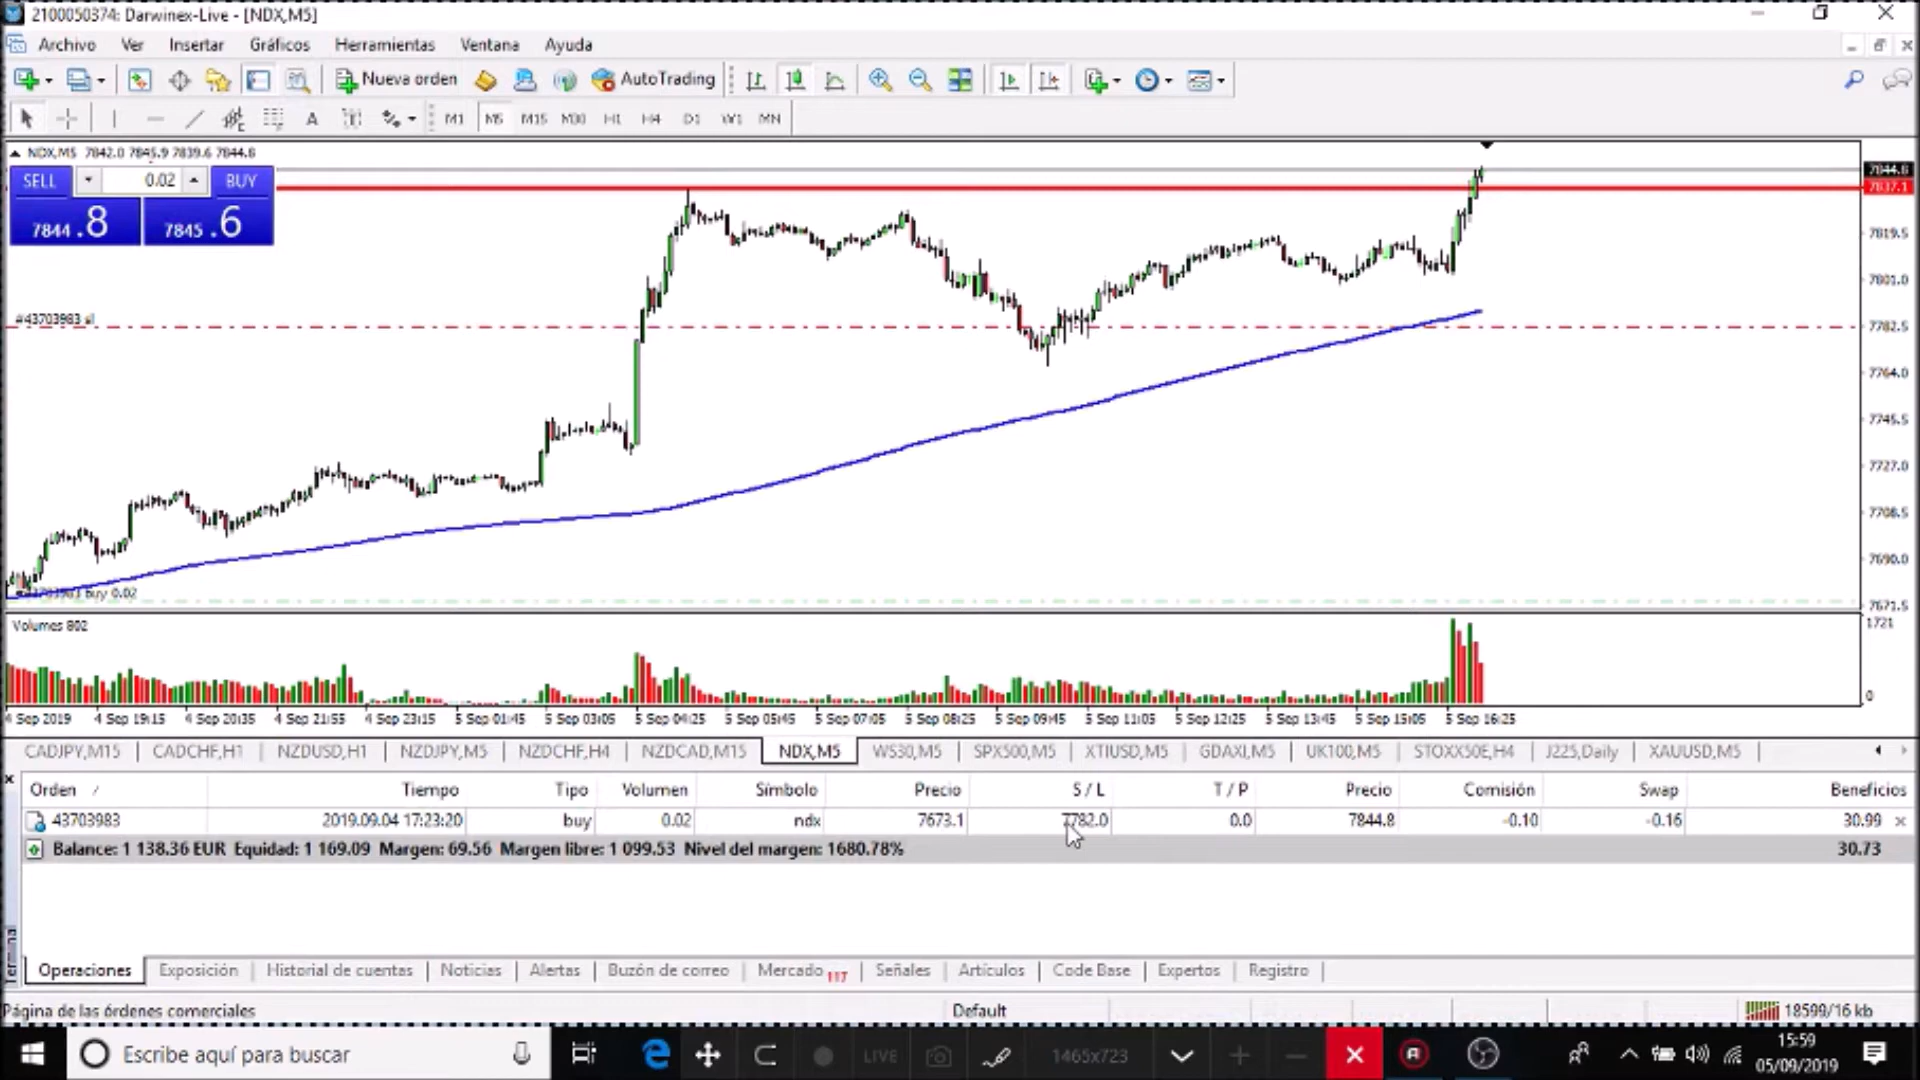 2100050374: Darwinex-Live - [NDX,M5]
Archivo Ver Insertar Gráficos Herramientas Ventana Ayuda
Nueva orden AutoTrading
A T M1 M5 M15 M30 H1 H4 D1 W1 MN
NDX,M5 7842.0 7845.9 7839.6 7844.8
SELL 0.02 BUY
7844.8 7845.6
7844.8
7837.1
7819.5
7801.0
#43703983 sl
7782.5
7764.0
7745.5
7727.0
7708.5
7690.0
#43703983 buy 0.02
7671.5
Volumes 802
1721
0
4 Sep 2019 4 Sep 19:15 4 Sep 20:35 4 Sep 21:55 4 Sep 23:15 5 Sep 01:45 5 Sep 03:05 5 Sep 04:25 5 Sep 05:45 5 Sep 07:05 5 Sep 08:25 5 Sep 09:45 5 Sep 11:05 5 Sep 12:25 5 Sep 13:45 5 Sep 15:05 5 Sep 16:25
CADJPY,M15 CADCHF,H1 NZDUSD,H1 NZDJPY,M5 NZDCHF,H4 NZDCAD,M15 NDX,M5 WS30,M5 SPX500,M5 XTIUSD,M5 GDAXI,M5 UK100,M5 STOXX50E,H4 J225,Daily XAUUSD,M5
Orden Tiempo Tipo Volumen Símbolo Precio S / L T / P Precio Comisión Swap Beneficios
43703983 2019.09.04 17:23:20 buy 0.02 ndx 7673.1 7782.0 0.0 7844.8 -0.10 -0.16 30.99
Balance: 1 138.36 EUR Equidad: 1 169.09 Margen: 69.56 Margen libre: 1 099.53 Nivel del margen: 1680.78% 30.73
Operaciones Exposición Historial de cuentas Noticias Alertas Buzón de correo Mercado 117 Señales Artículos Code Base Expertos Registro
Página de las órdenes comerciales Default 18599/16 kb
Escribe aquí para buscar LIVE 1465x723 15:59
05/09/2019